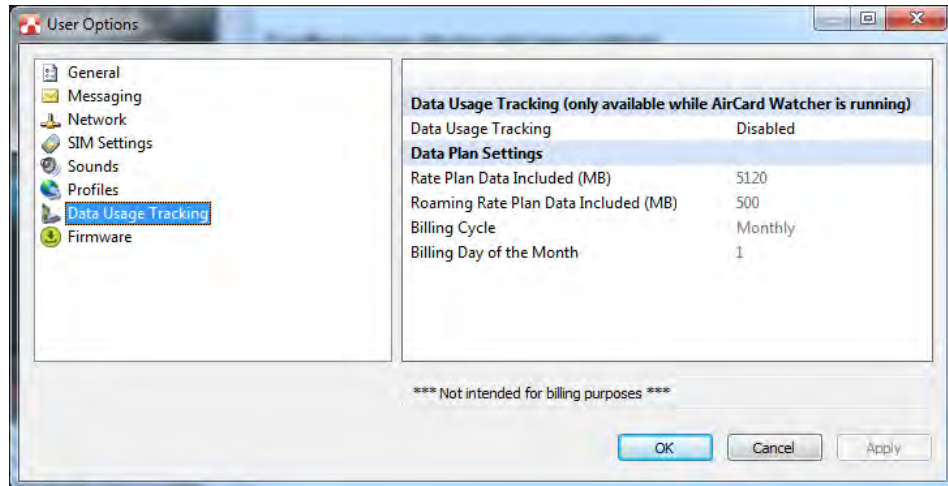 User Options
General
Messaging
Network
SIM Settings
Sounds
Profiles
Data Usage Tracking
Firmware
Data Usage Tracking (only available while AirCard Watcher is running)
Data Usage Tracking Disabled
Data Plan Settings
Rate Plan Data Included (MB) 5120
Roaming Rate Plan Data Included (MB) 500
Billing Cycle Monthly
Billing Day of the Month 1
*** Not intended for billing purposes ***
OK Cancel Apply